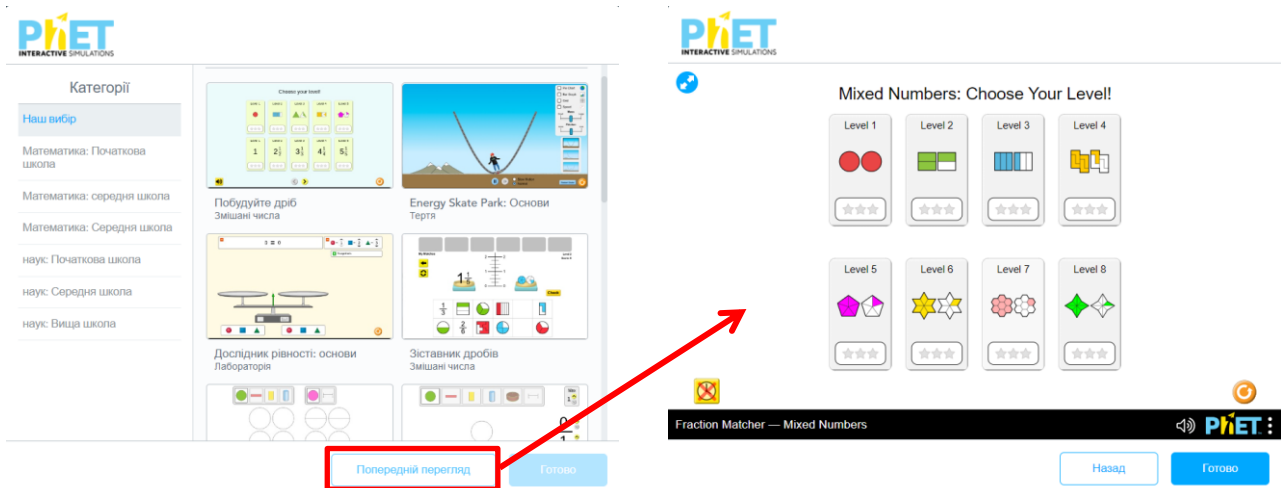 PhET
INTERACTIVE SIMULATIONS
Категорії
Наш вибір
Математика: Початкова
школа
Математика: середня школа
Математика: Середня школа
наук: Початкова школа
наук: Середня школа
наук: Вища школа
Choose your level!
Побудуйте дріб
Змішані числа
Energy Skate Park: Основи
Тертя
Дослідник рівності: основи
Лабораторія
Зіставник дробів
Змішані числа
Попередній перегляд
Готово
PhET
INTERACTIVE SIMULATIONS
Mixed Numbers: Choose Your Level!
Level 1
Level 2
Level 3
Level 4
Level 5
Level 6
Level 7
Level 8
Fraction Matcher — Mixed Numbers
PhET
Назад
Готово